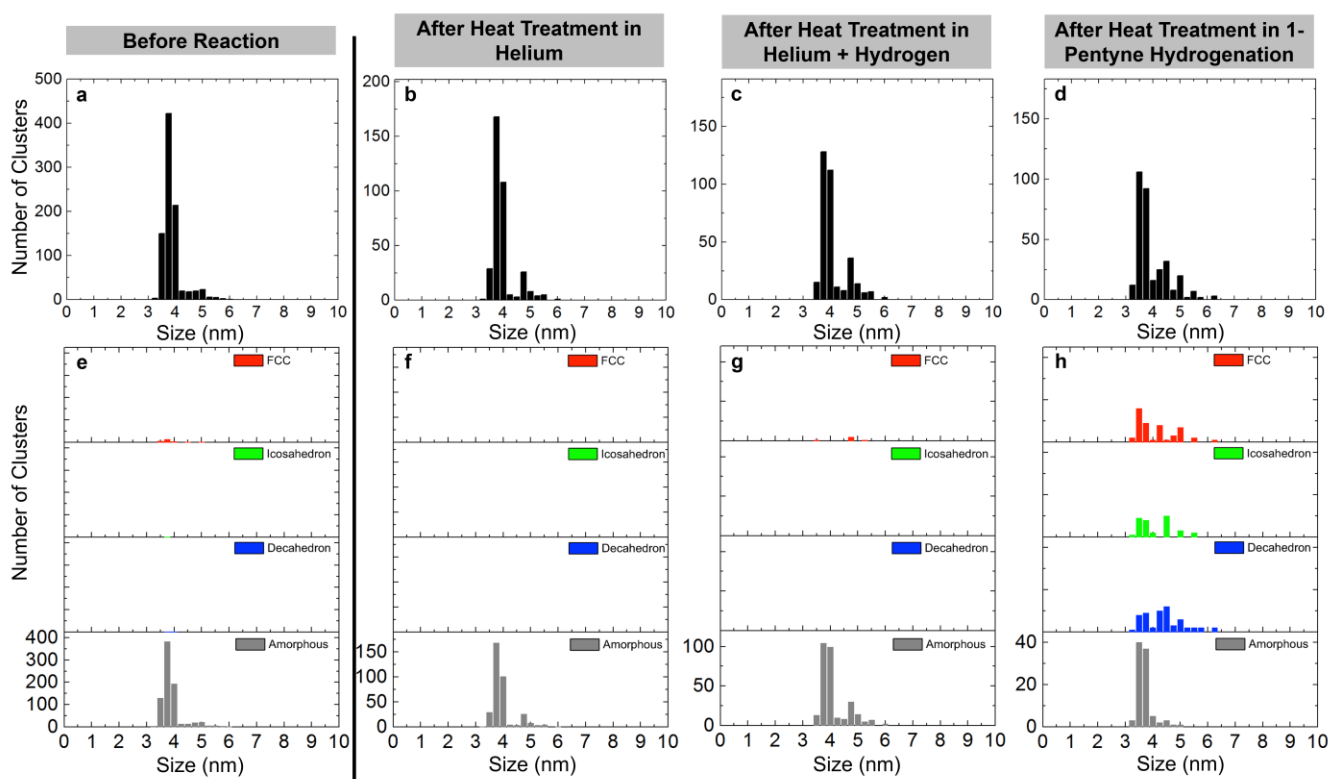 Before Reaction
After Heat Treatment in
Helium
After Heat Treatment in
Helium + Hydrogen
After Heat Treatment in 1-
Pentyne Hydrogenation
Number of Clusters
a
500
400
300
200
100
0
0 1 2 3 4 5 6 7 8 9 10
Size (nm)
b
200
150
100
50
0
0 1 2 3 4 5 6 7 8 9 10
Size (nm)
c
150
100
50
0
0 1 2 3 4 5 6 7 8 9 10
Size (nm)
d
150
100
50
0
0 1 2 3 4 5 6 7 8 9 10
Size (nm)
Number of Clusters
e
FCC
Icosahedron
Decahedron
Amorphous
400
300
200
100
0
0 1 2 3 4 5 6 7 8 9 10
Size (nm)
f
FCC
Icosahedron
Decahedron
Amorphous
150
100
50
0
0 1 2 3 4 5 6 7 8 9 10
Size (nm)
g
FCC
Icosahedron
Decahedron
Amorphous
100
50
0
0 1 2 3 4 5 6 7 8 9 10
Size (nm)
h
FCC
Icosahedron
Decahedron
Amorphous
40
20
0
0 1 2 3 4 5 6 7 8 9 10
Size (nm)